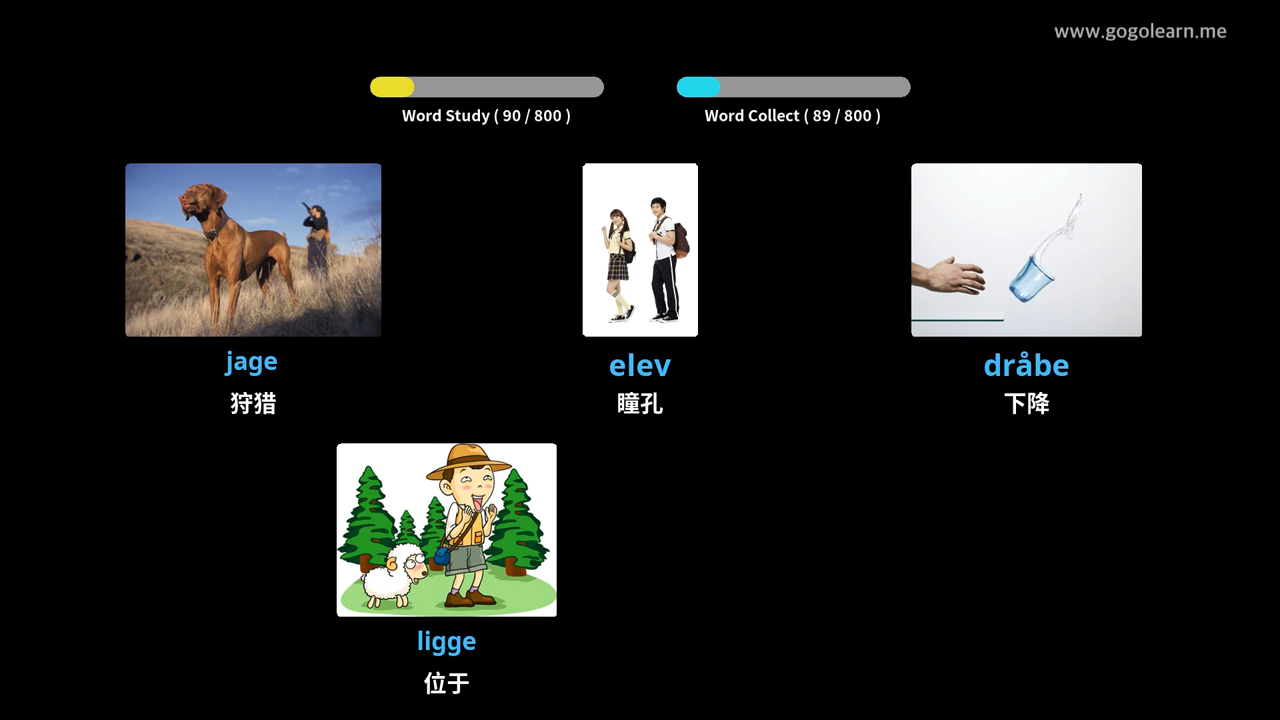 www.gogolearn.me
Word Study ( 90 / 800 )
Word Collect ( 89 / 800 )
jage
elev
dråbe
狩猎
瞳孔
下降
ligge
位于